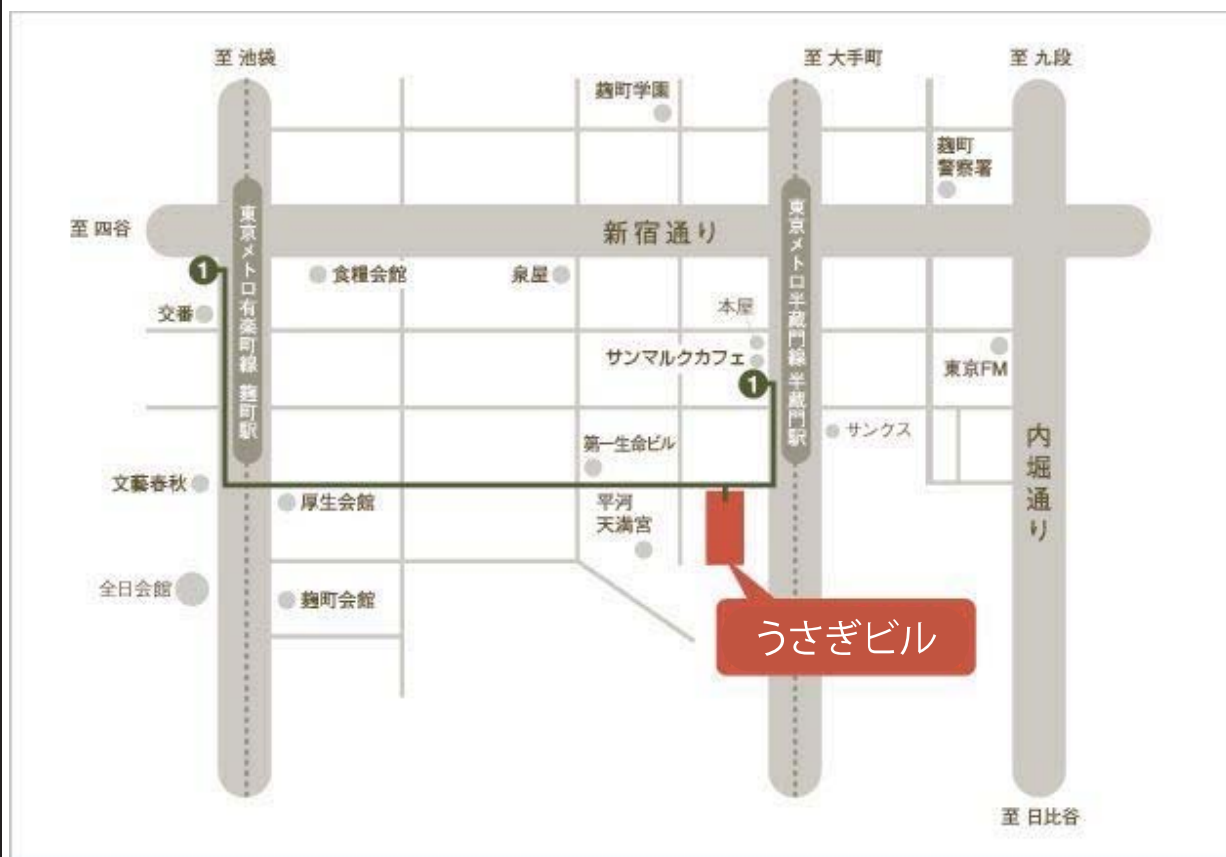 至 池袋
至 大手町
至 九段
麹町学園
麹町
警察署
至 四谷
新宿通り
東京メトロ有楽町線 麹町駅
東京メトロ半蔵門線 半蔵門駅
1
食糧会館
泉屋
交番
本屋
サンマルクカフェ
1
東京FM
サンクス
内堀通り
第一生命ビル
文藝春秋
厚生会館
平河
天満宮
全日会館
麹町会館
うさぎビル
至 日比谷